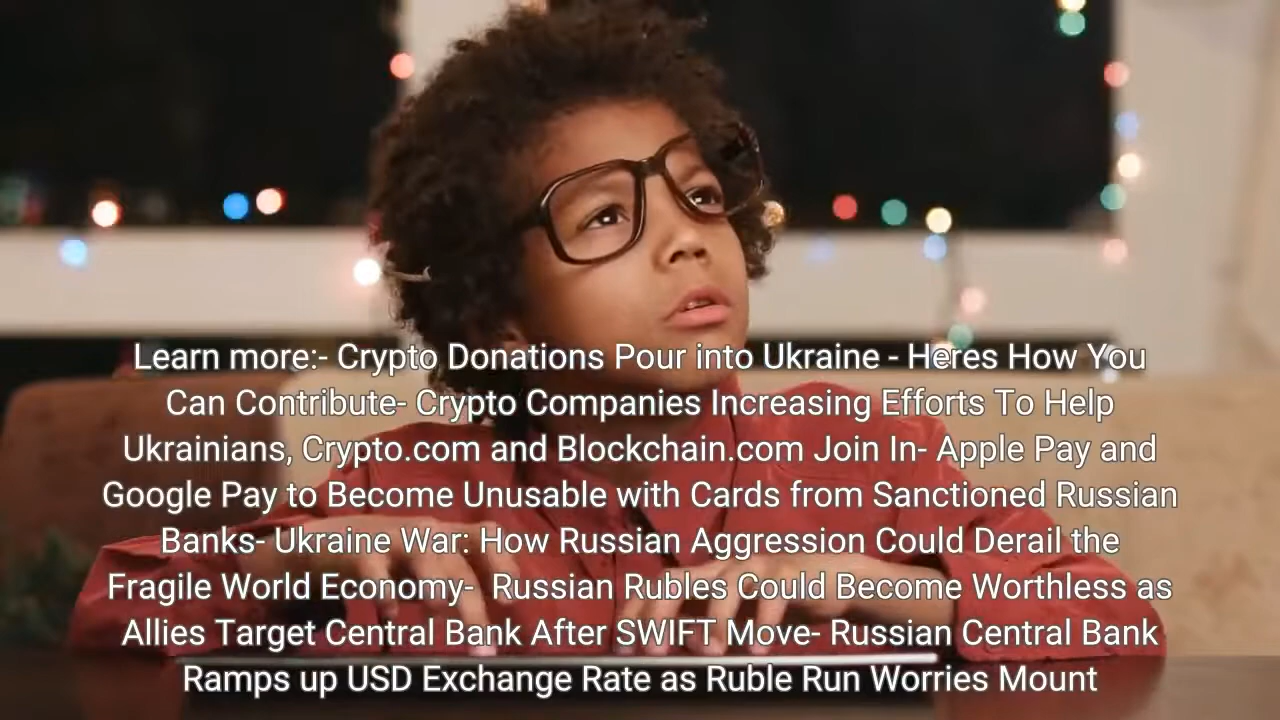 Learn more:- Crypto Donations Pour into Ukraine - Heres How You
Can Contribute- Crypto Companies Increasing Efforts To Help
Ukrainians, Crypto.com and Blockchain.com Join In- Apple Pay and
Google Pay to Become Unusable with Cards from Sanctioned Russian
Banks- Ukraine War: How Russian Aggression Could Derail the
Fragile World Economy-  Russian Rubles Could Become Worthless as
Allies Target Central Bank After SWIFT Move- Russian Central Bank
Ramps up USD Exchange Rate as Ruble Run Worries Mount